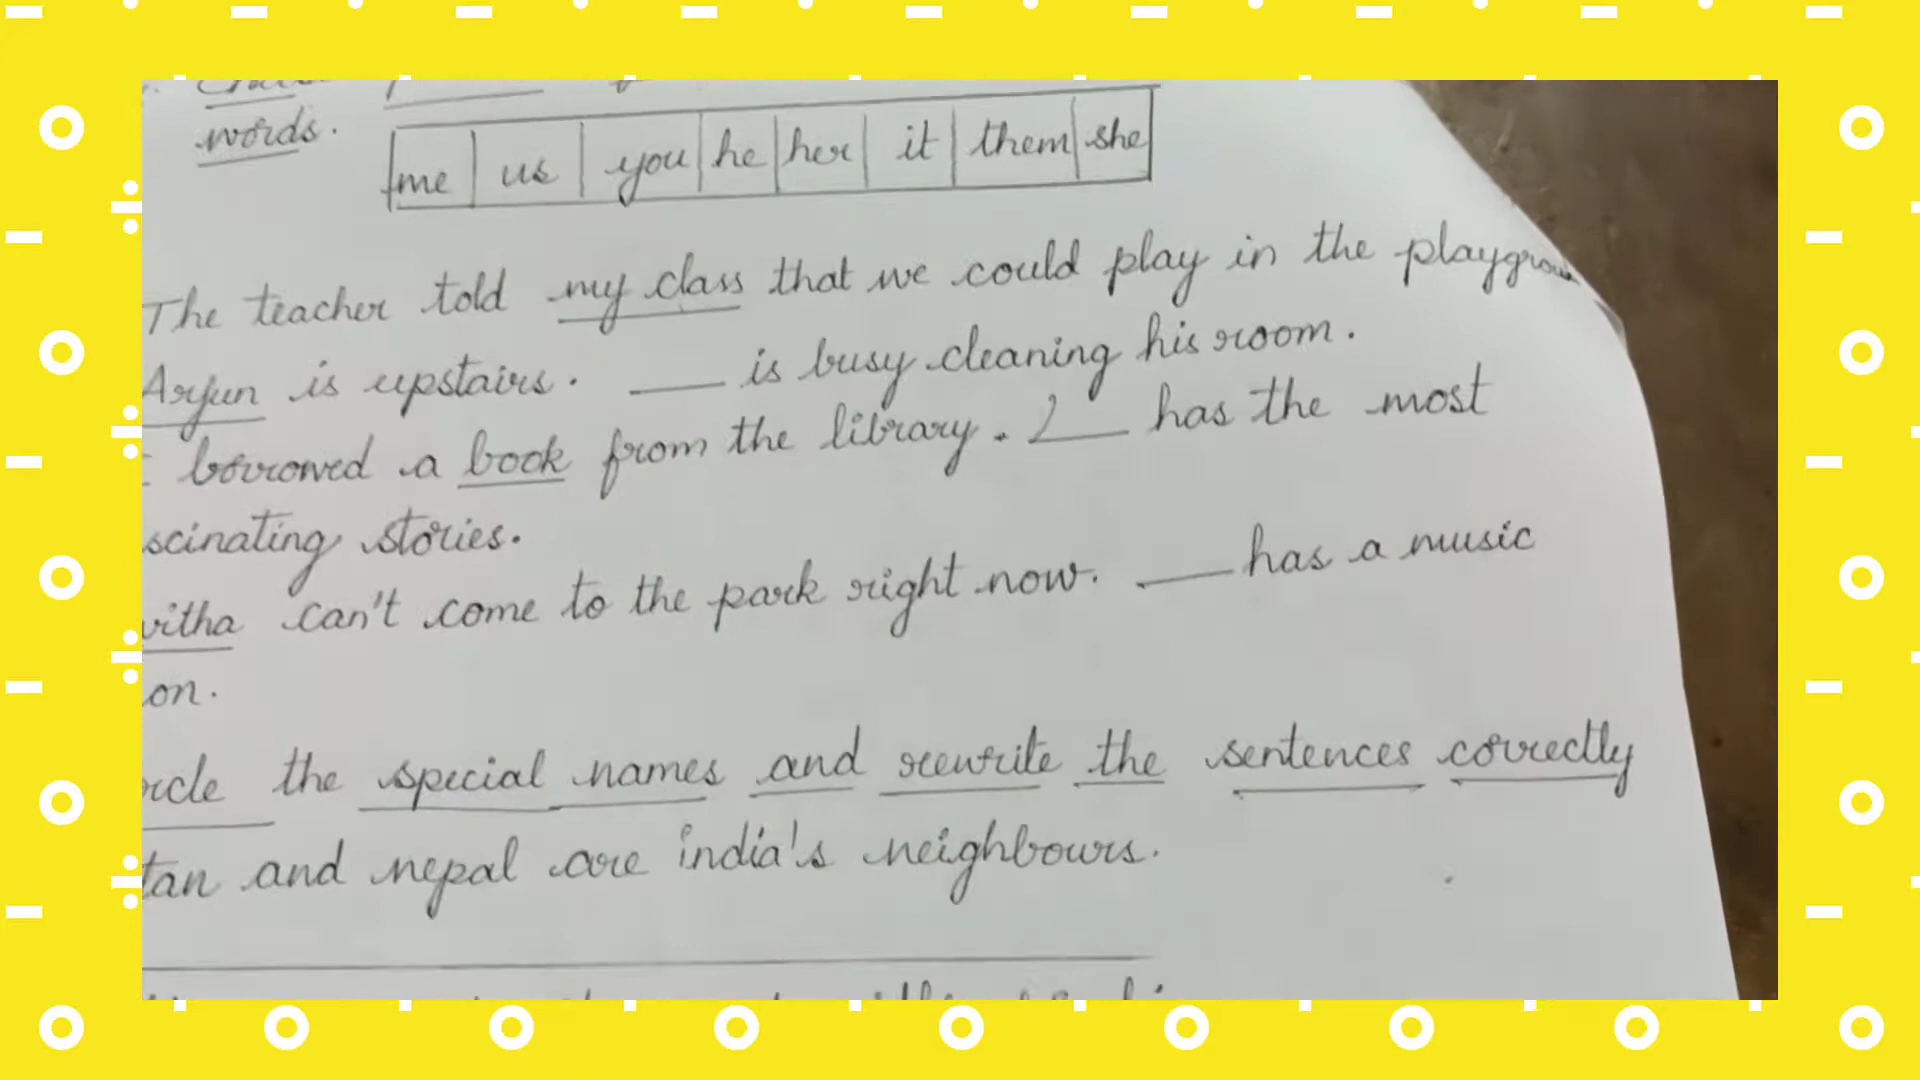 words.
me us you he her it them she
The teacher told my class that we could play in the
Arjun is upstairs. ___ is busy cleaning his room.
borrowed a book from the library. ___ has the most
scinating stories.
vitha can't come to the park right now. ___ has a music
on.
rcle the special names and rewrite the sentences correctly
tan and nepal are india's neighbours.